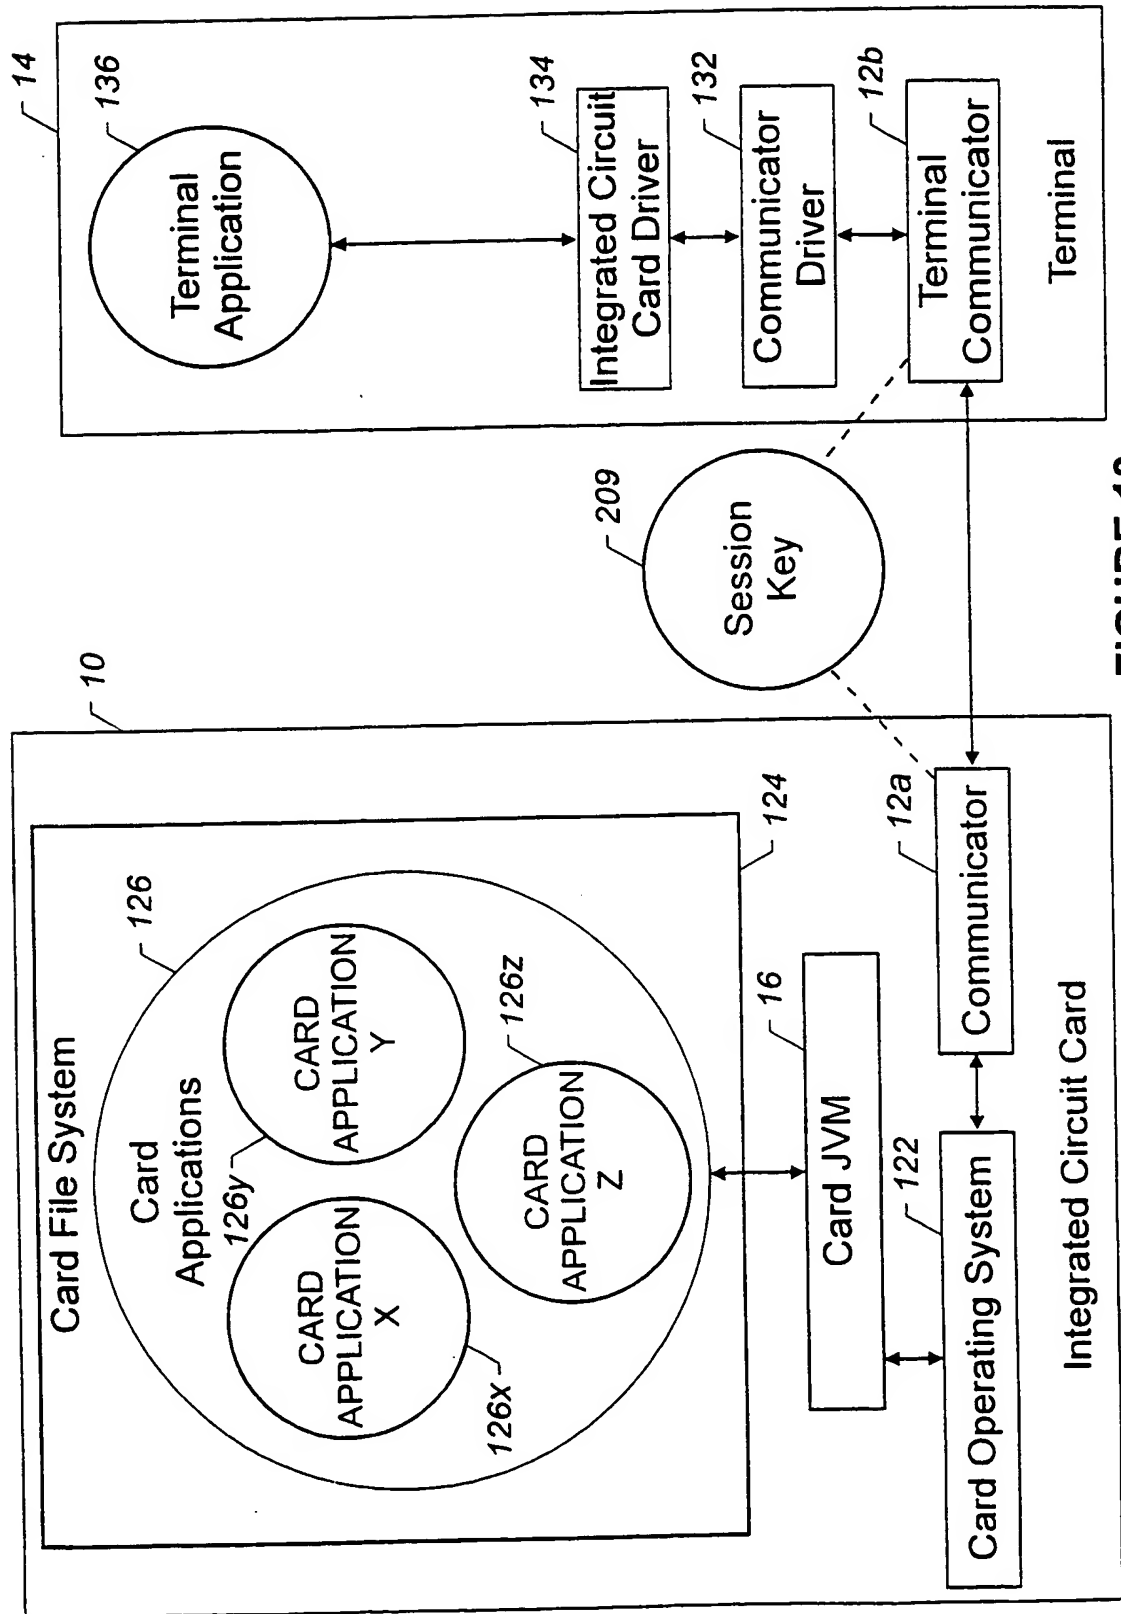 10
Card File System
126
Card
Applications
126y
CARD
APPLICATION
X
126x
CARD
APPLICATION
Y
126z
CARD
APPLICATION
Z
124
16
Card JVM
122
Card Operating System
12a
Communicator
Integrated Circuit Card
209
Session
Key
14
136
Terminal
Application
134
Integrated Circuit
Card Driver
132
Communicator
Driver
12b
Terminal
Communicator
Terminal